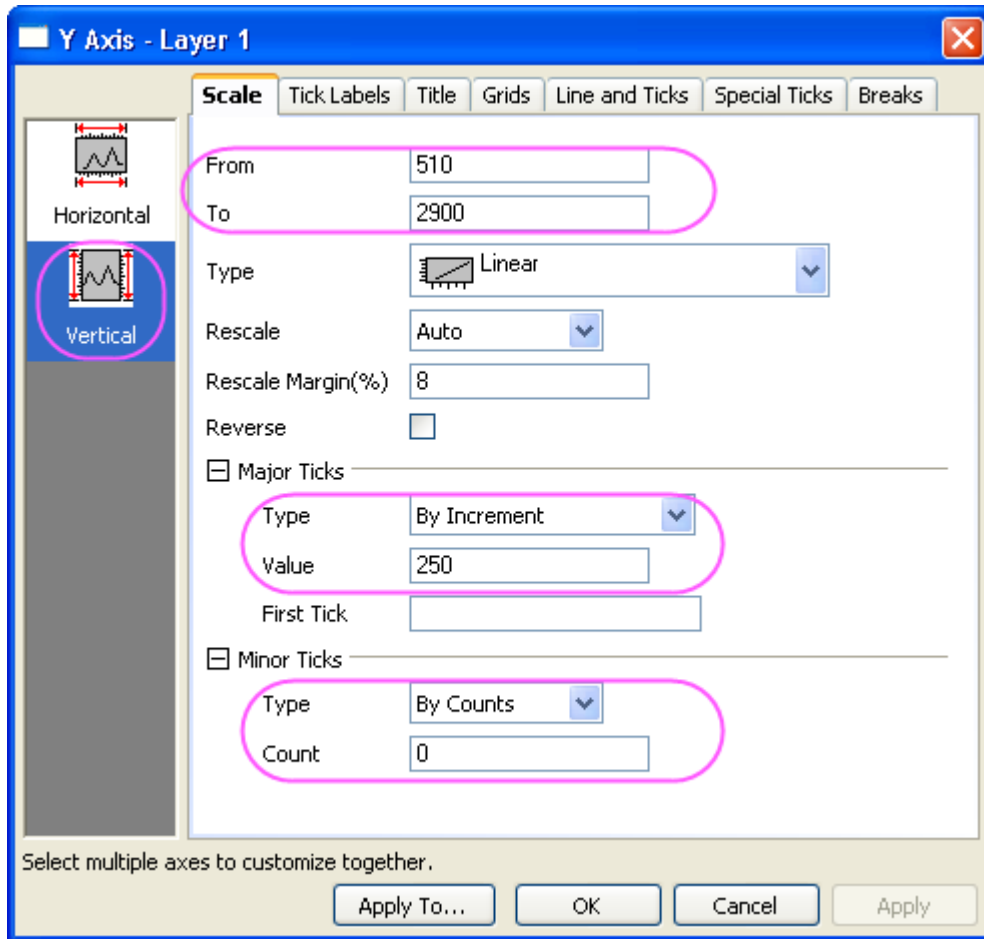 Y Axis - Layer 1
Scale Tick Labels Title Grids Line and Ticks Special Ticks Breaks
Horizontal
Vertical
From 510
To 2900
Type Linear
Rescale Auto
Rescale Margin(%) 8
Reverse
Major Ticks
Type By Increment
Value 250
First Tick
Minor Ticks
Type By Counts
Count 0
Select multiple axes to customize together.
Apply To... OK Cancel Apply